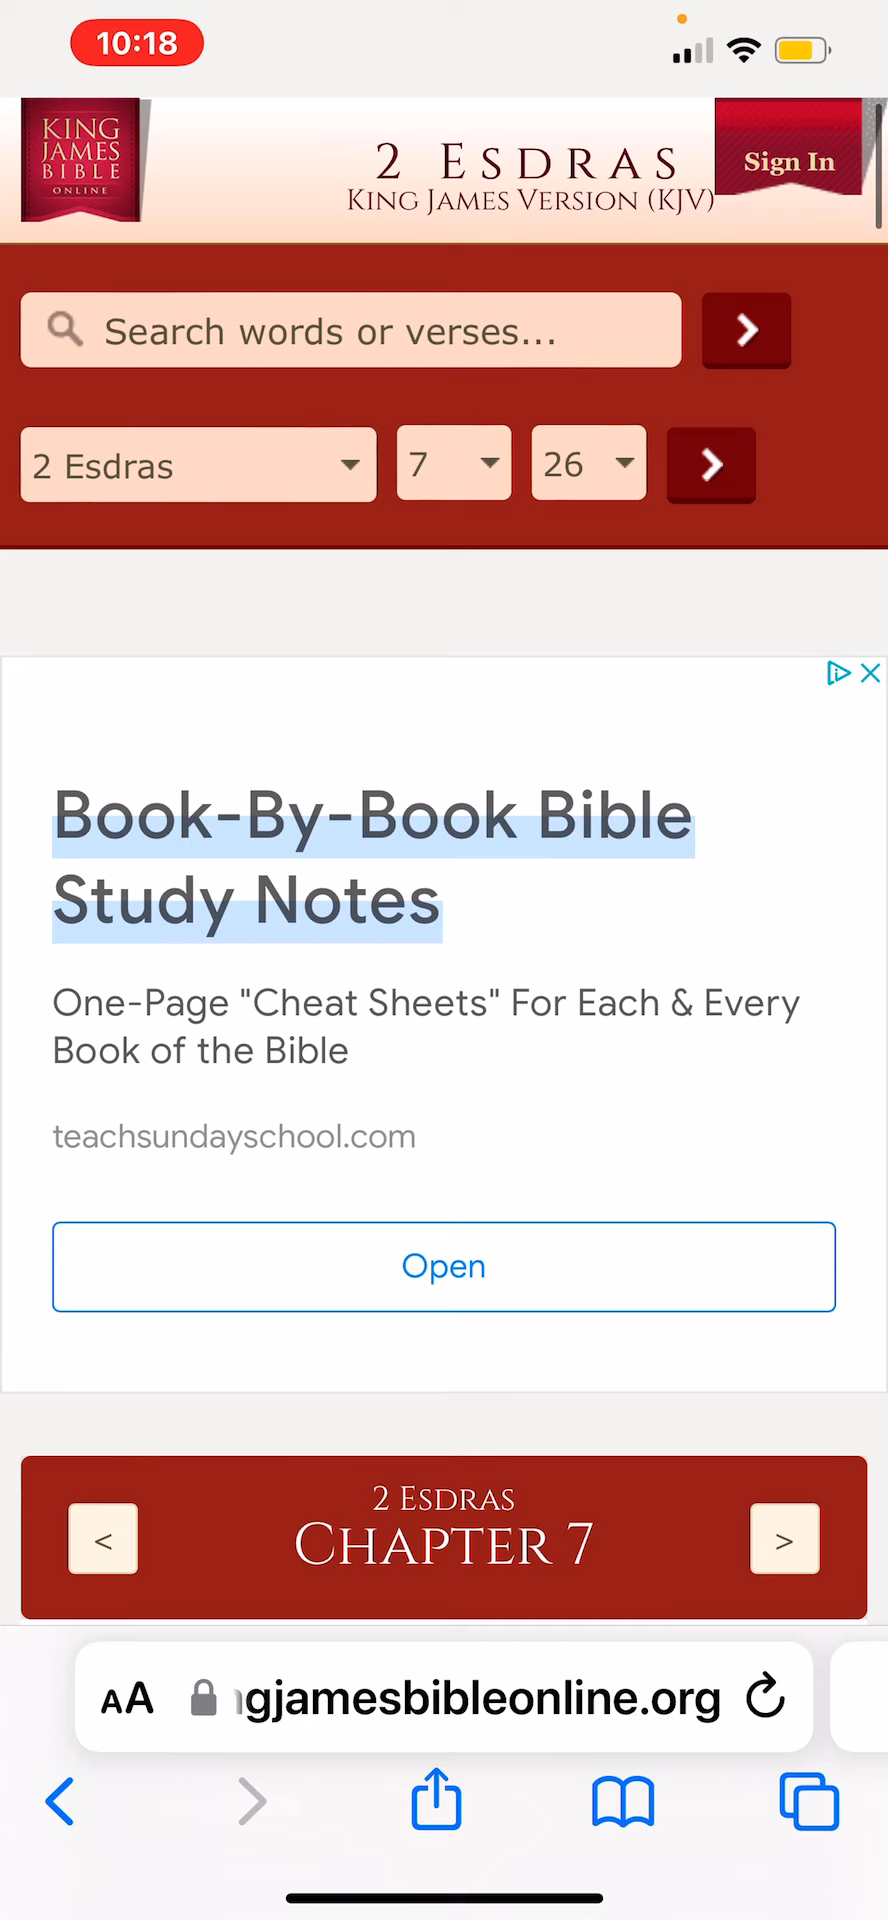 10:18
KING
JAMES
BIBLE
ONLINE
2 ESDRAS
KING JAMES VERSION (KJV)
Sign In
Search words or verses...
2 Esdras
7
26
Book-By-Book Bible
Study Notes
One-Page "Cheat Sheets" For Each & Every
Book of the Bible
teachsundayschool.com
Open
2 ESDRAS
<
CHAPTER 7
>
AA
gjamesbibleonline.org